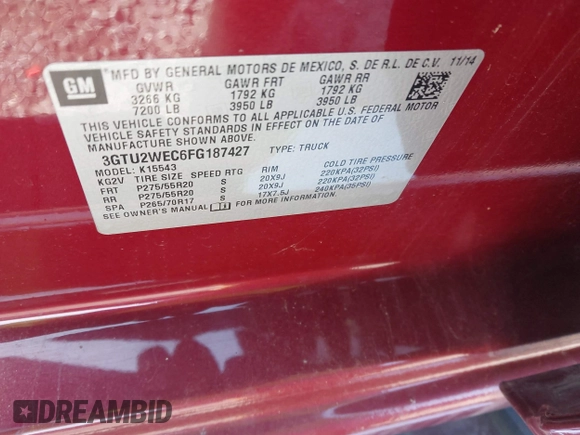 GM
MFD BY GENERAL MOTORS DE MEXICO, S. DE R.L. DE C.V. 11/14
GVWR GAWR FRT GAWR RR
3266 KG 1792 KG 1792 KG
7200 LB 3950 LB 3950 LB
THIS VEHICLE CONFORMS TO ALL APPLICABLE U.S. FEDERAL MOTOR
VEHICLE SAFETY STANDARDS IN EFFECT ON THE DATE OF
MANUFACTURE SHOWN ABOVE.
3GTU2WEC6FG187427 TYPE: TRUCK
MODEL: K15543
KG2V TIRE SIZE SPEED RTG RIM COLD TIRE PRESSURE
FRT P275/55R20 S 20X9J 220KPA(32PSI)
RR P275/55R20 S 20X9J 220KPA(32PSI)
SPA P265/70R17 S 17X7.5J 240KPA(35PSI)
SEE OWNER'S MANUAL FOR MORE INFORMATION.
DREAMBID